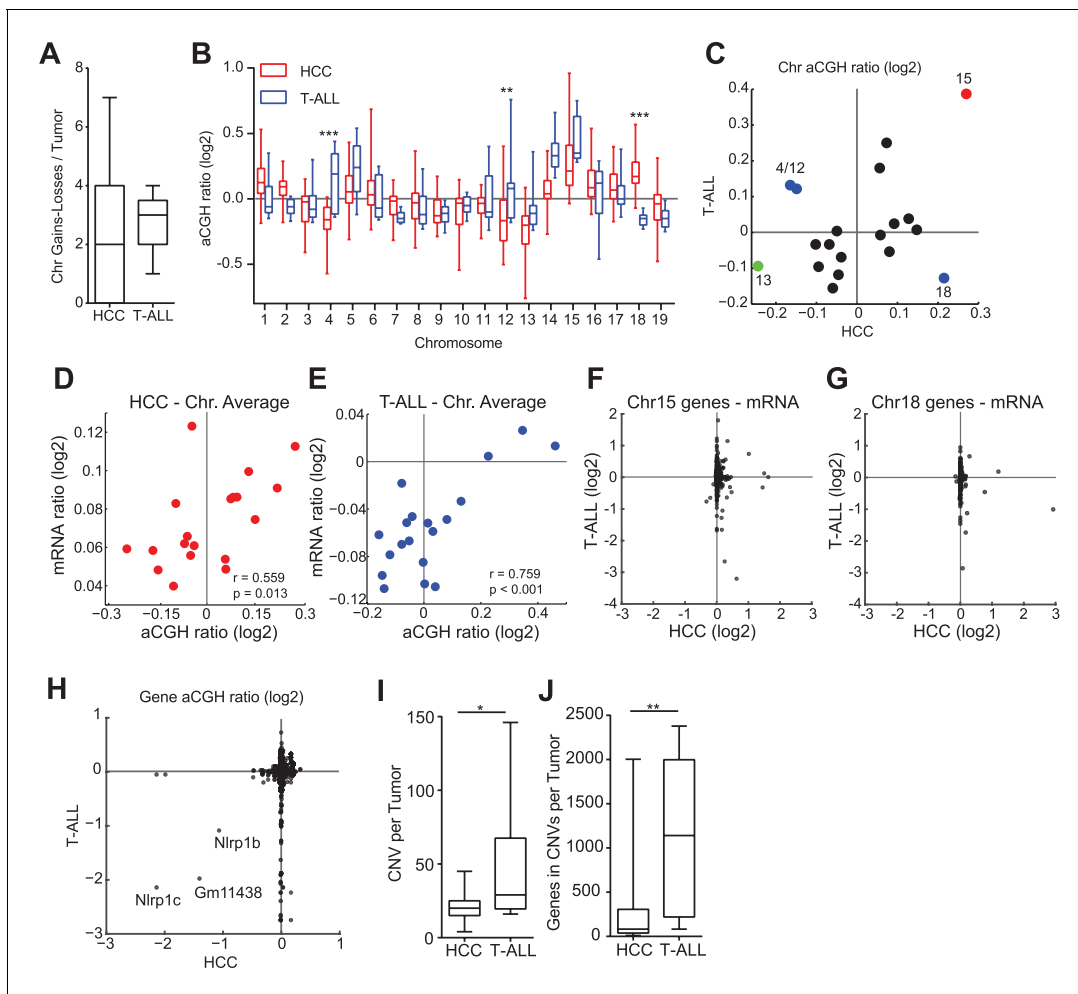 A
Chr Gains-Losses / Tumor
8
6
4
2
0
HCC
T-ALL
B
HCC
T-ALL
aCGH ratio (log2)
1.0
0.5
0.0
-0.5
***
**
***
1 2 3 4 5 6 7 8 9 10 11 12 13 14 15 16 17 18 19
Chromosome
C
Chr aCGH ratio (log2)
T-ALL
0.4
0.3
0.2
0.1
0
−0.1
−0.2
15
4/12
13
18
−0.2 −0.1 0 0.1 0.2 0.3
HCC
D
HCC - Chr. Average
mRNA ratio (log2)
0.12
0.1
0.08
0.06
0.04
r = 0.559
p = 0.013
−0.3 −0.15 0 0.15 0.3
aCGH ratio (log2)
E
T-ALL - Chr. Average
mRNA ratio (log2)
0.04
0
−0.04
−0.08
−0.12
r = 0.759
p < 0.001
−0.2 0 0.2 0.4
aCGH ratio (log2)
F
Chr15 genes - mRNA
T-ALL (log2)
2
1
0
−1
−2
−3
−4
−3 −2 −1 0 1 2 3
HCC (log2)
G
Chr18 genes - mRNA
T-ALL (log2)
2
1
0
−1
−2
−3
−4
−3 −2 −1 0 1 2 3
HCC (log2)
H
Gene aCGH ratio (log2)
T-ALL
1
0
−1
−2
−3
Nlrp1b
Gm11438
Nlrp1c
−3 −2 −1 0 1
HCC
I
CNV per Tumor
150
100
50
0
*
HCC
T-ALL
J
Genes in CNVs per Tumor
2500
2000
1500
1000
500
0
**
HCC
T-ALL